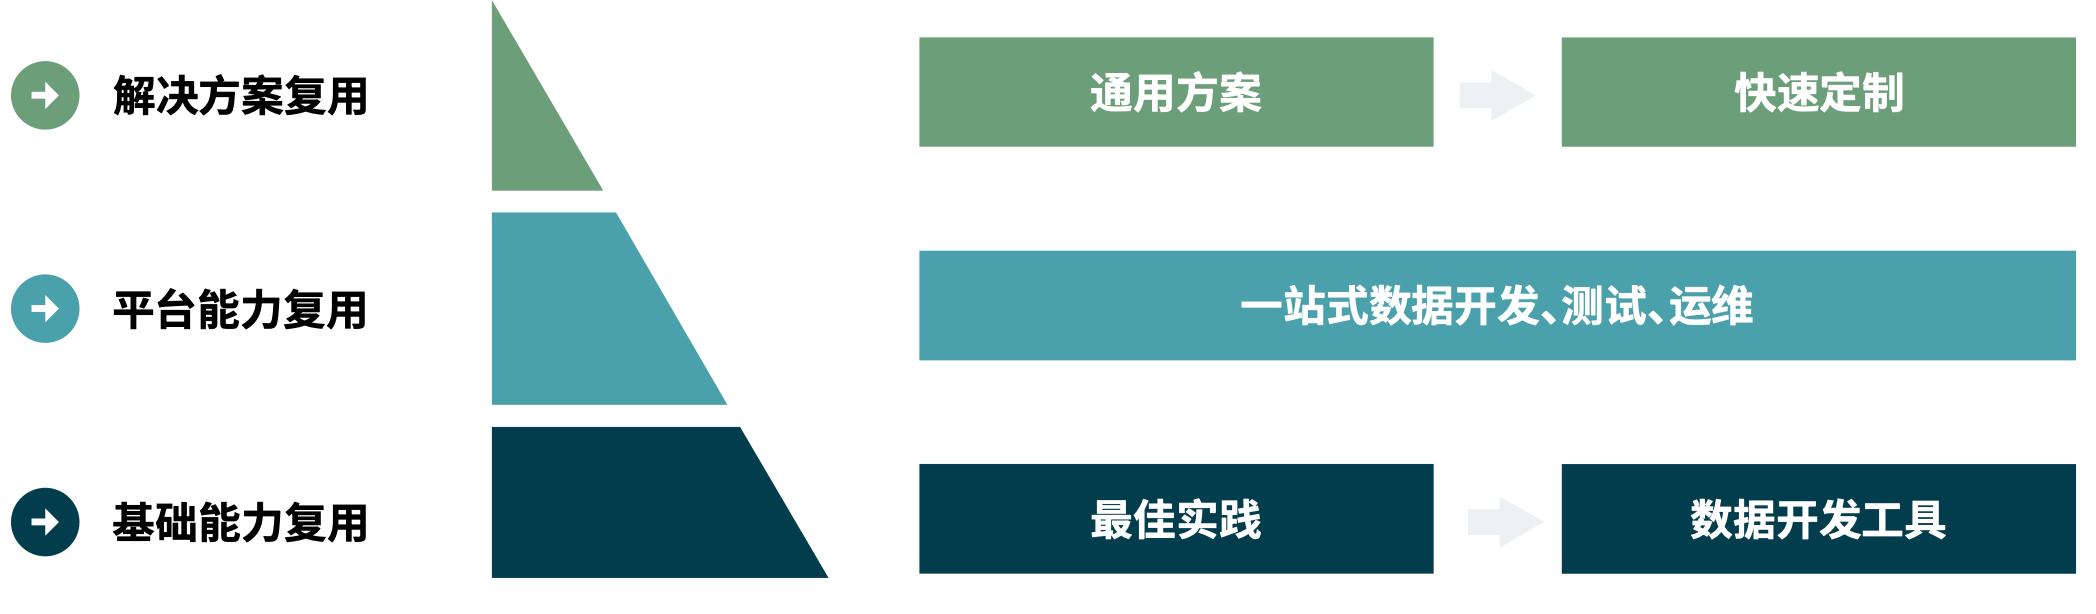 解决方案复用
通用方案
快速定制
平台能力复用
一站式数据开发、测试、运维
基础能力复用
最佳实践
数据开发工具